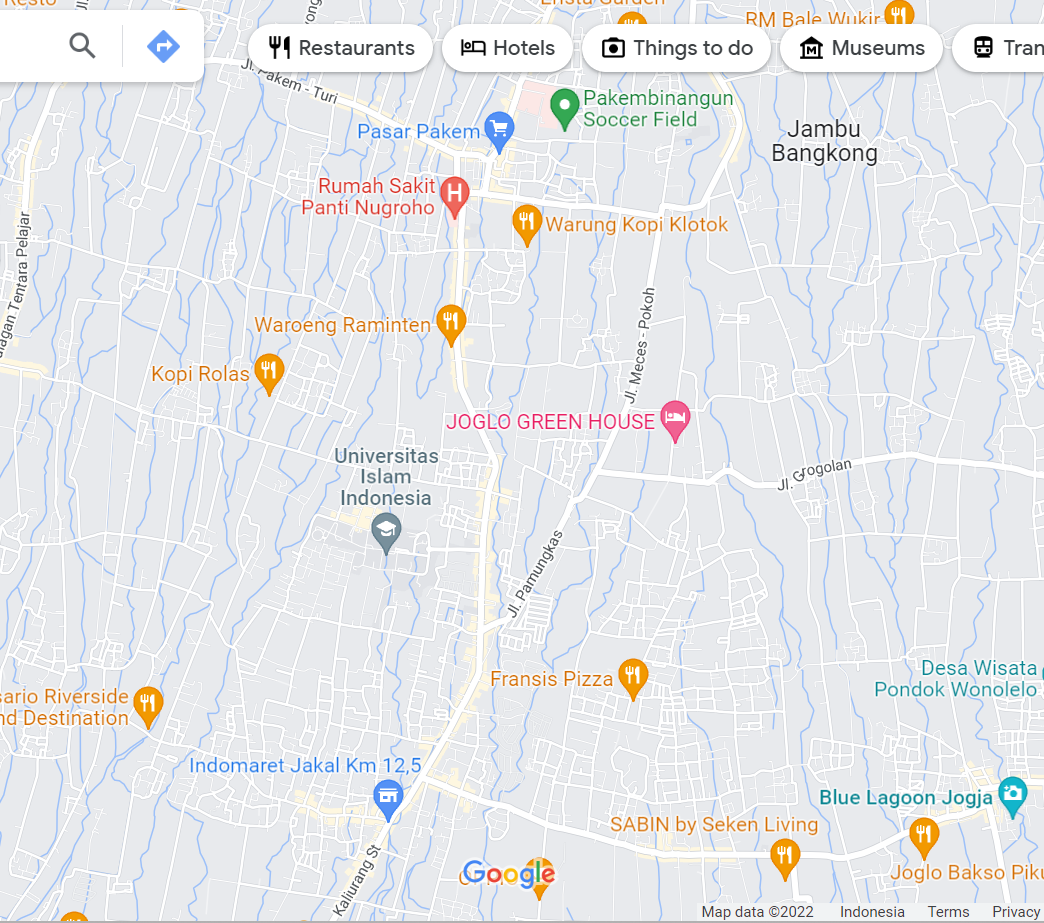 Resto
Ersta Garden
RM Bale Wukir
Restaurants
Hotels
Things to do
Museums
Tran
Jl. Pakem - Turi
Pakembinangun
Soccer Field
Pasar Pakem
Jambu
Bangkong
Rumah Sakit
Panti Nugroho
Warung Kopi Klotok
alagan Tentara Pelajar
Waroeng Raminten
Jl. Meces - Pokoh
Kopi Rolas
JOGLO GREEN HOUSE
Universitas
Islam
Indonesia
Jl. Grogolan
Jl. Pamungkas
Desa Wisata
Pondok Wonolelo
Fransis Pizza
sario Riverside
nd Destination
Indomaret Jakal Km 12,5
Blue Lagoon Jogja
SABIN by Seken Living
Joglo Bakso Piku
Kaliurang St
Google
Map data ©2022
Indonesia
Terms
Privacy